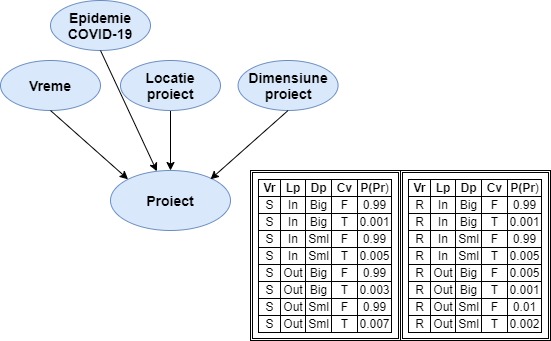 Epidemie
COVID-19
Vreme
Locatie
proiect
Dimensiune
proiect
Proiect
Vr Lp Dp Cv P(Pr)
S In Big F 0.99
S In Big T 0.001
S In Sml F 0.99
S In Sml T 0.005
S Out Big F 0.99
S Out Big T 0.003
S Out Sml F 0.99
S Out Sml T 0.007
Vr Lp Dp Cv P(Pr)
R In Big F 0.99
R In Big T 0.001
R In Sml F 0.99
R In Sml T 0.005
R Out Big F 0.005
R Out Big T 0.001
R Out Sml F 0.01
R Out Sml T 0.002